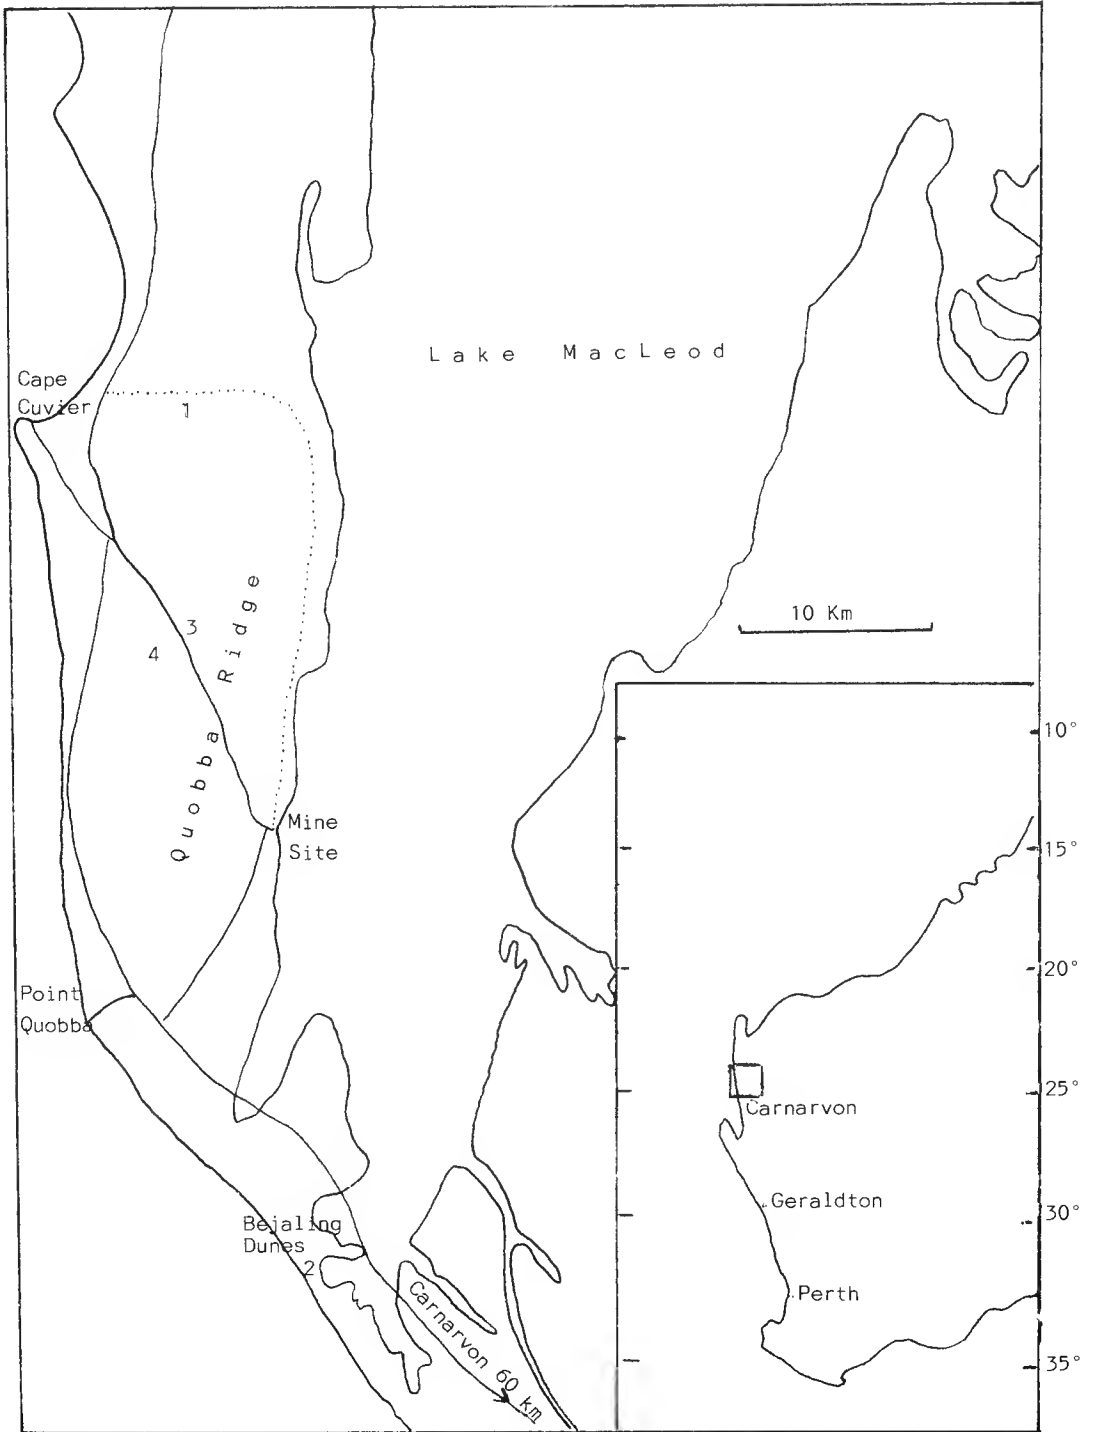 Lake MacLeod
Cape
Cuvier
1
Quobba Ridge
3
4
10 Km
Mine
Site
Point
Quobba
Bejaling
Dunes
2
Carnarvon 60 km
10°
15°
20°
25°
30°
35°
Carnarvon
Geraldton
Perth